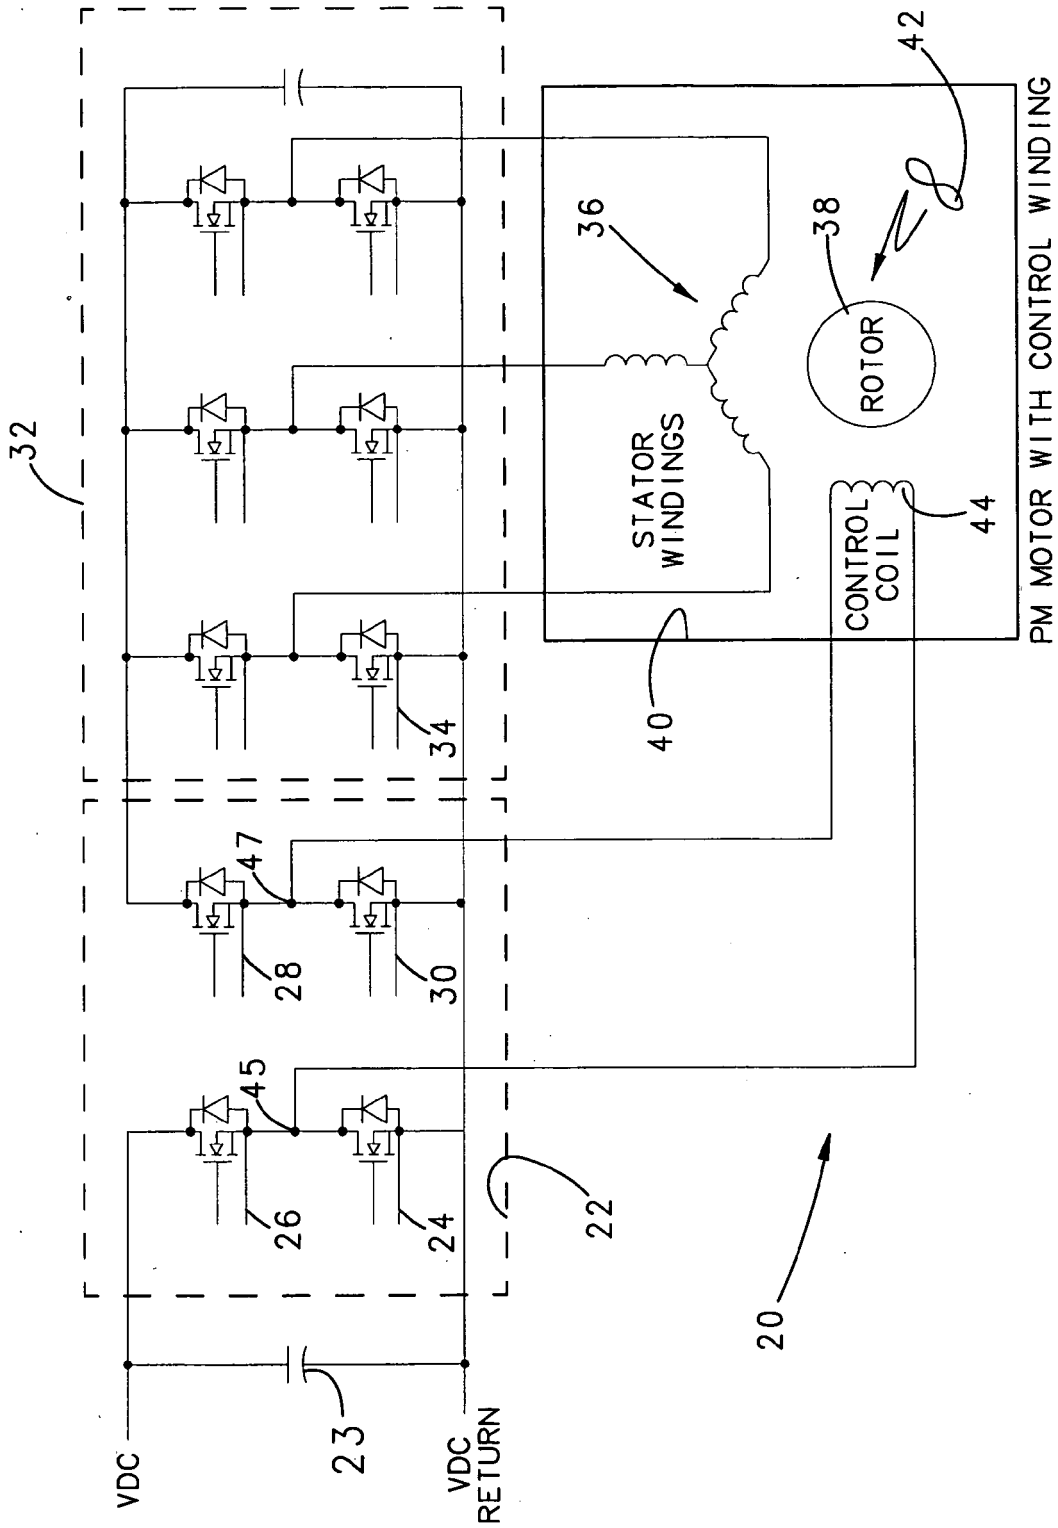 32
VDC
23
VDC
RETURN
26
45
24
22
28
47
30
34
20
40
STATOR
WINDINGS
36
CONTROL
COIL
44
ROTOR
38
42
PM MOTOR WITH CONTROL WINDING